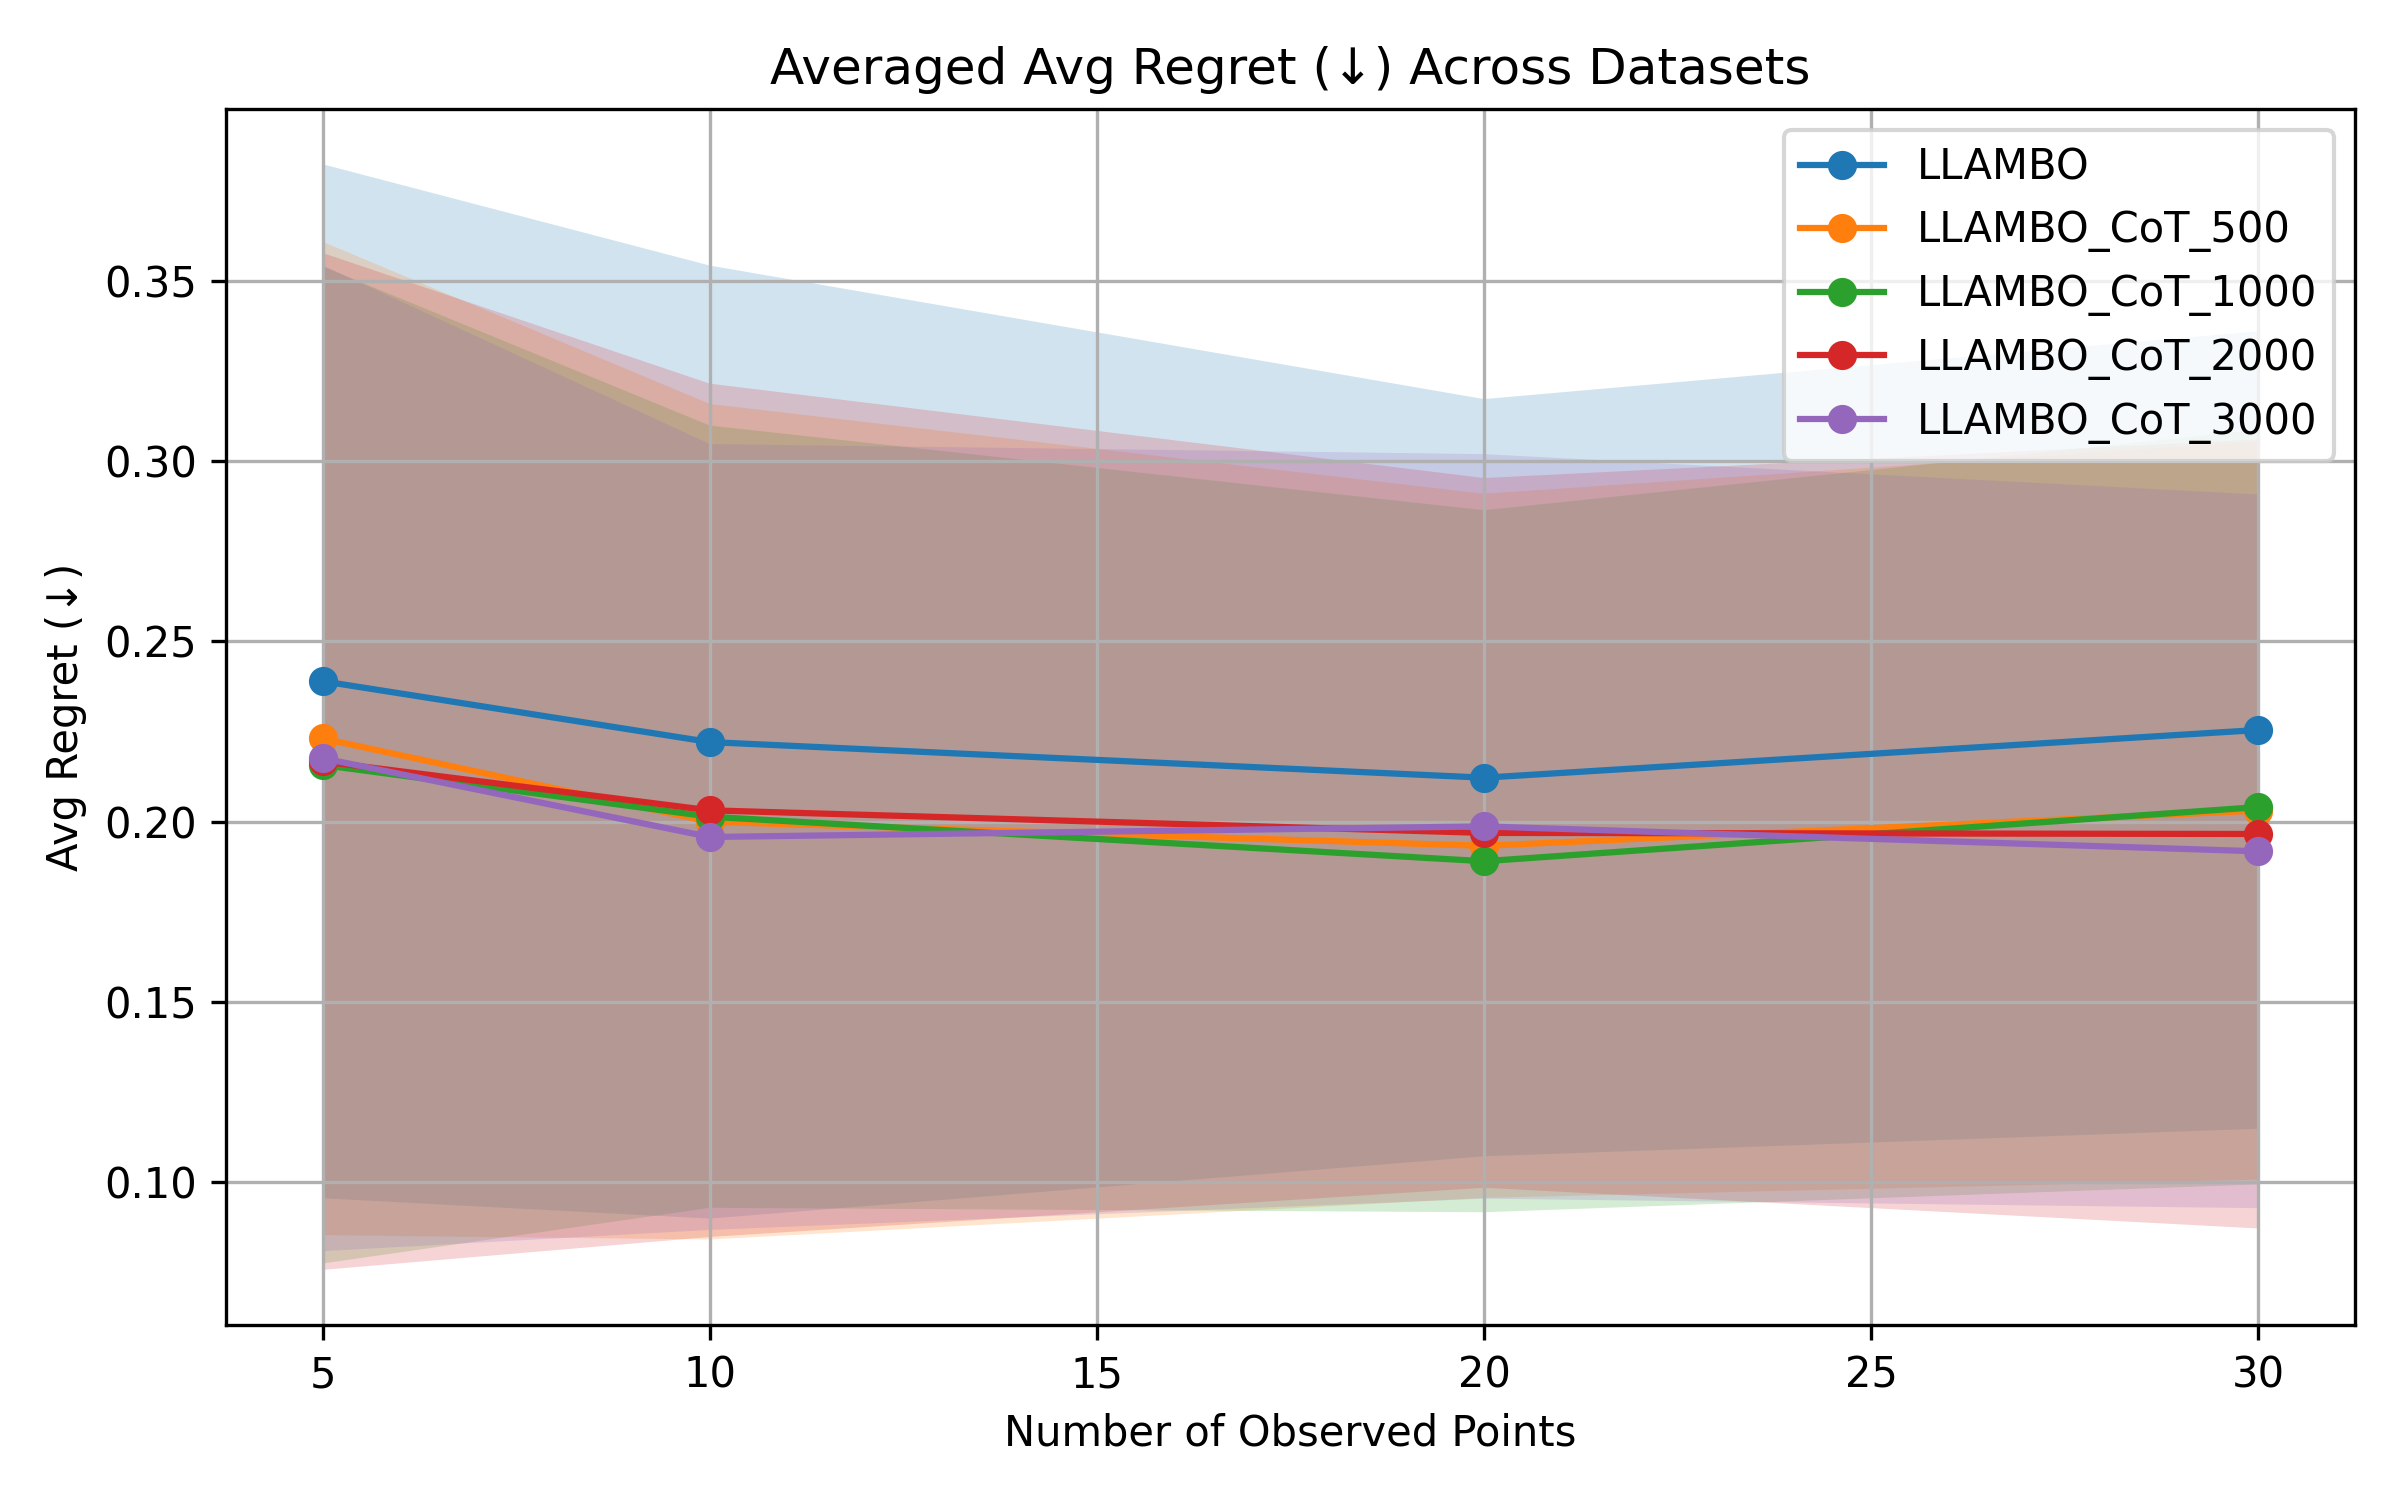 Averaged Avg Regret (↓) Across Datasets
LLAMBO
LLAMBO_CoT_500
LLAMBO_CoT_1000
LLAMBO_CoT_2000
LLAMBO_CoT_3000
Avg Regret (↓)
0.35
0.30
0.25
0.20
0.15
0.10
5 10 15 20 25 30
Number of Observed Points